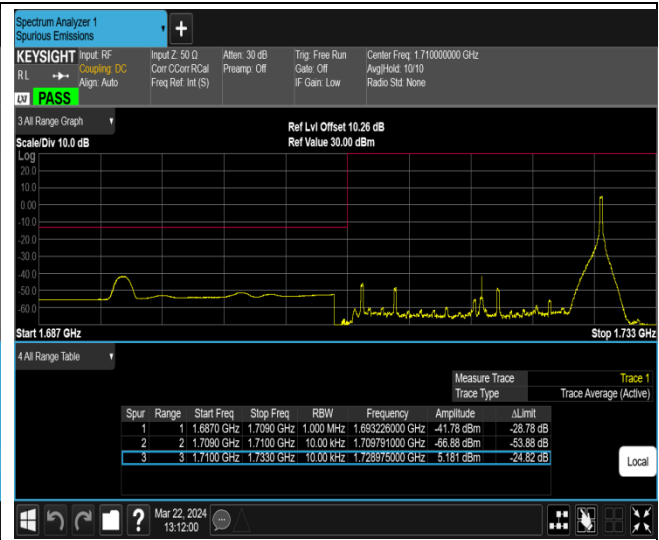 Spectrum Analyzer 1
Spurious Emissions
+
KEYSIGHT Input: RF Input Z: 50 Ω Atten: 30 dB Trig: Free Run Center Freq: 1.710000000 GHz
RL Coupling: DC Corr CCorr RCal Preamp: Off Gate: Off Avg|Hold: 10/10
Align: Auto Freq Ref: Int (S) IF Gain: Low Radio Std: None
LXI PASS
3 All Range Graph
Ref Lvl Offset 10.26 dB
Scale/Div 10.0 dB Ref Value 30.00 dBm
Log
20.0
10.0
0.00
-10.0
-20.0
-30.0
-40.0
-50.0
-60.0
Start 1.687 GHz Stop 1.733 GHz
4 All Range Table
Measure Trace Trace 1
Trace Type Trace Average (Active)
Spur Range Start Freq Stop Freq RBW Frequency Amplitude ΔLimit
1 1 1.6870 GHz 1.7090 GHz 1.000 MHz 1.693226000 GHz -41.78 dBm -28.78 dB
2 2 1.7090 GHz 1.7100 GHz 10.00 kHz 1.709791000 GHz -66.88 dBm -53.88 dB
3 3 1.7100 GHz 1.7330 GHz 10.00 kHz 1.728975000 GHz 5.181 dBm -24.82 dB
Local
?
Mar 22, 2024
13:12:00